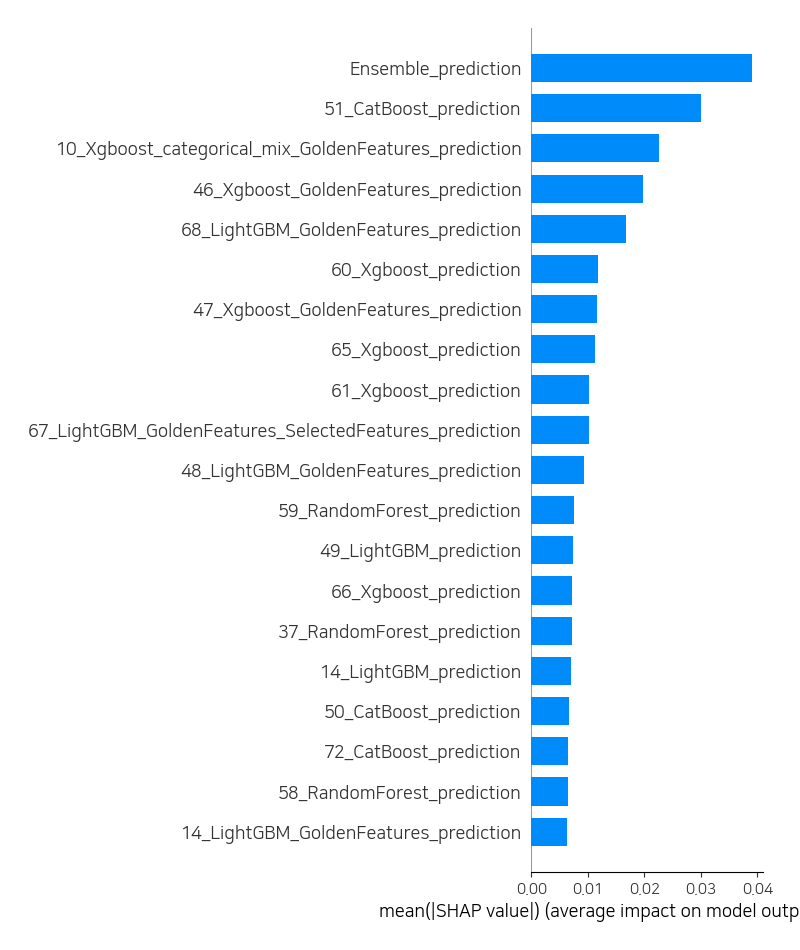 Ensemble_prediction
51_CatBoost_prediction
10_Xgboost_categorical_mix_GoldenFeatures_prediction
46_Xgboost_GoldenFeatures_prediction
68_LightGBM_GoldenFeatures_prediction
60_Xgboost_prediction
47_Xgboost_GoldenFeatures_prediction
65_Xgboost_prediction
61_Xgboost_prediction
67_LightGBM_GoldenFeatures_SelectedFeatures_prediction
48_LightGBM_GoldenFeatures_prediction
59_RandomForest_prediction
49_LightGBM_prediction
66_Xgboost_prediction
37_RandomForest_prediction
14_LightGBM_prediction
50_CatBoost_prediction
72_CatBoost_prediction
58_RandomForest_prediction
14_LightGBM_GoldenFeatures_prediction
0.00 0.01 0.02 0.03 0.04
mean(|SHAP value|) (average impact on model outp